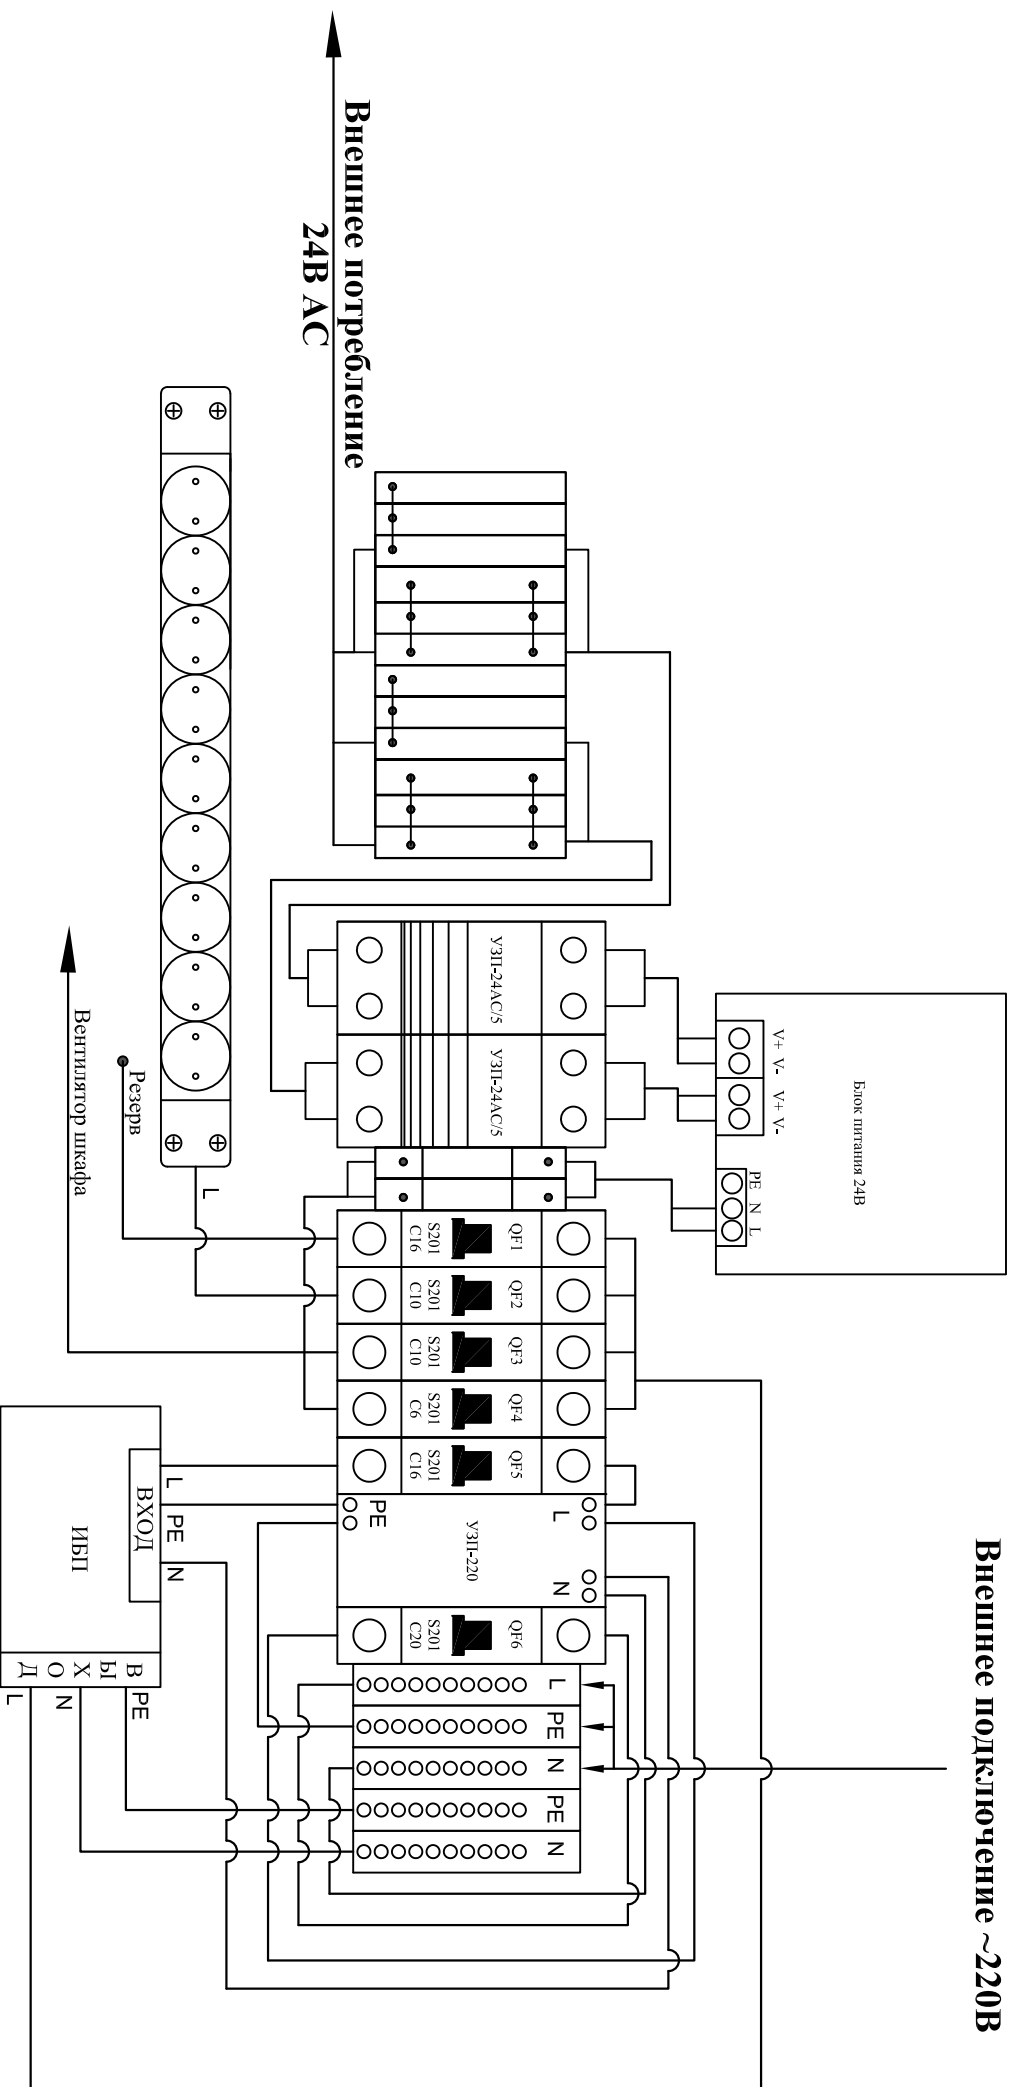 Внешнее потребление
24В АС
Внешнее подключение ~220В
Блок питания 24В
V+ V- V+ V-
PE N L
УЗП-24АС/5
УЗП-24АС/5
QF1
S201
C16
QF2
S201
C10
QF3
S201
C10
QF4
S201
C6
QF5
S201
C16
L
N
УЗП-220
PE
QF6
S201
C20
L
PE
N
PE
N
L
Резерв
Вентилятор шкафа
L
PE
N
ВХОД
ИБП
ВЫХОД
PE
N
L